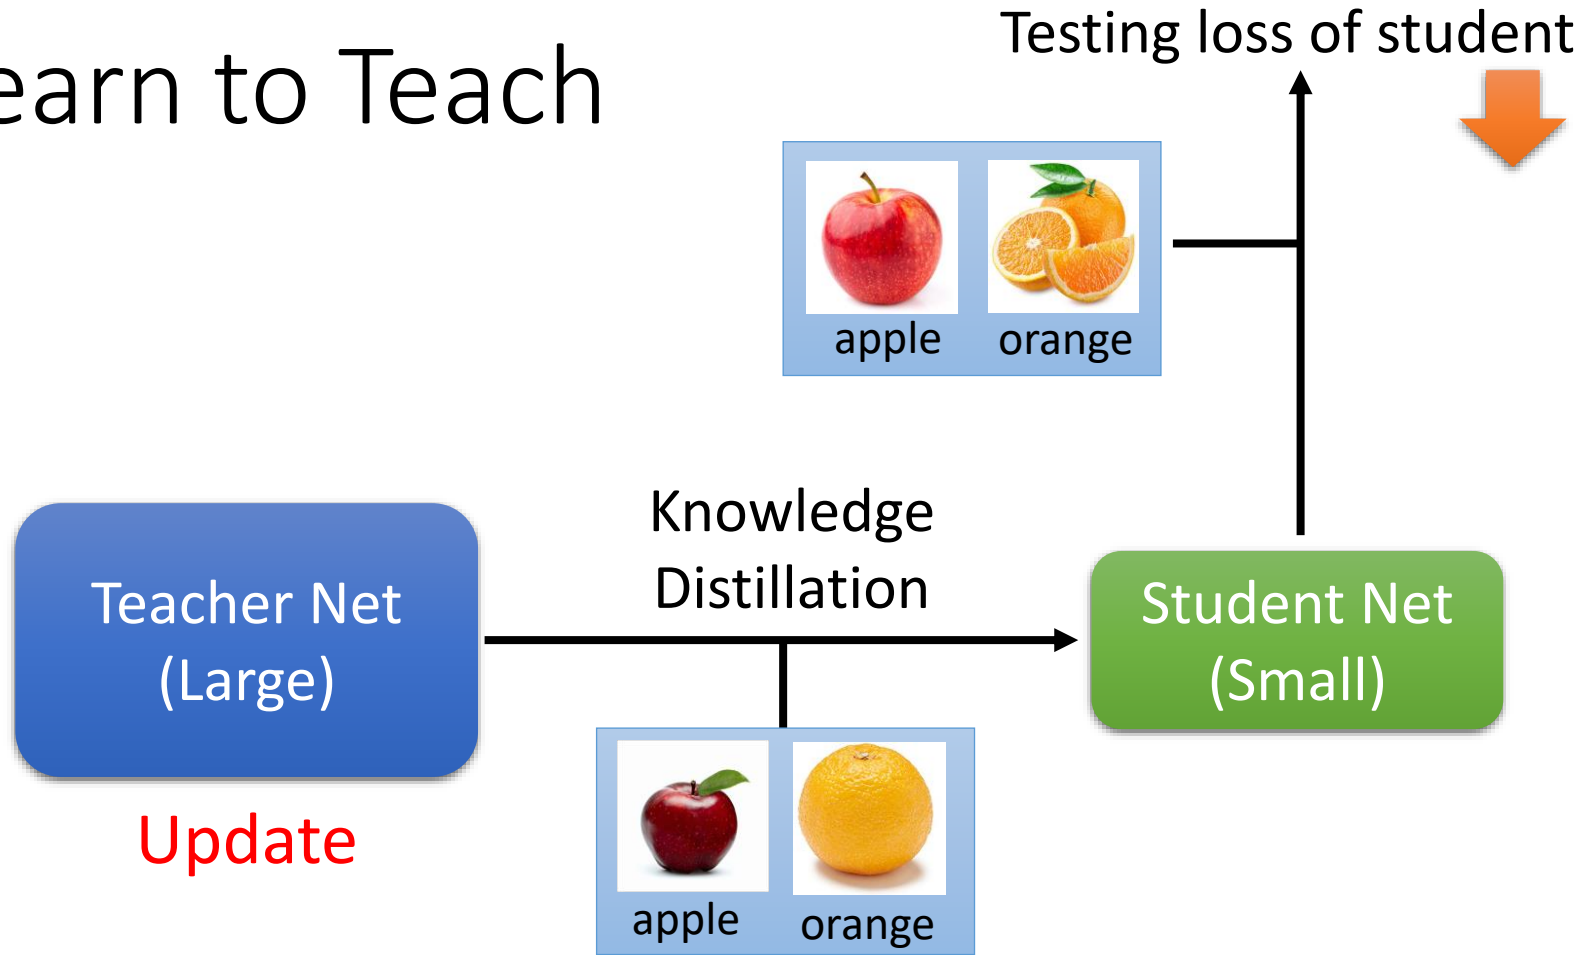 earn to Teach
Testing loss of student
apple orange
Knowledge
Distillation
Teacher Net
(Large)
Student Net
(Small)
Update
apple orange